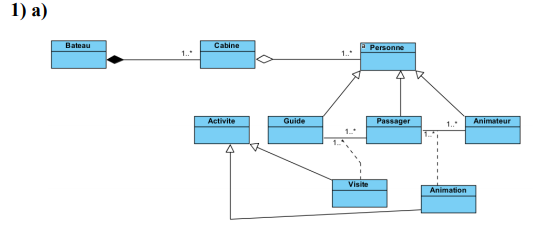 1) a)
Bateau
Cabine
a Personne
1..*
1..*
Activite
Guide
Passager
Animateur
1..*
1..*
1..*
1..*
Visite
Animation